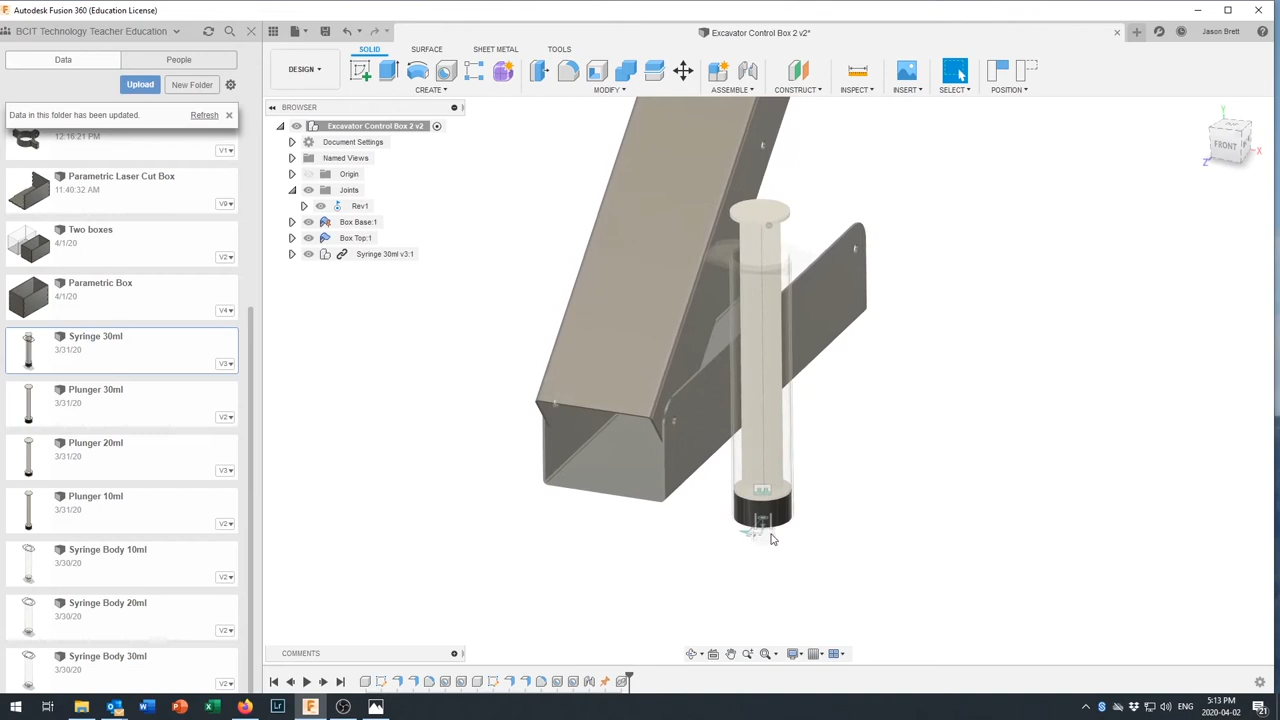 Autodesk Fusion 360 (Education License)
BCIT Technology Teacher Education
Excavator Control Box 2 v2*
Jason Brett
Data
People
Upload
New Folder
Data in this folder has been updated.
Refresh
12:16:21 PM
V1
Parametric Laser Cut Box
11:40:32 AM
V9
Two boxes
4/1/20
V2
Parametric Box
4/1/20
V4
Syringe 30ml
3/31/20
V3
Plunger 30ml
3/31/20
V2
Plunger 20ml
3/31/20
V3
Plunger 10ml
3/31/20
V2
Syringe Body 10ml
3/30/20
V2
Syringe Body 20ml
3/30/20
V2
Syringe Body 30ml
3/30/20
SOLID
SURFACE
SHEET METAL
TOOLS
DESIGN
CREATE
MODIFY
ASSEMBLE
CONSTRUCT
INSPECT
INSERT
SELECT
POSITION
BROWSER
Excavator Control Box 2 v2
Document Settings
Named Views
Origin
Joints
Rev1
Box Base:1
Box Top:1
Syringe 30ml v3:1
Y
FRONT
X
Z
COMMENTS
ENG
5:13 PM
2020-04-02
21